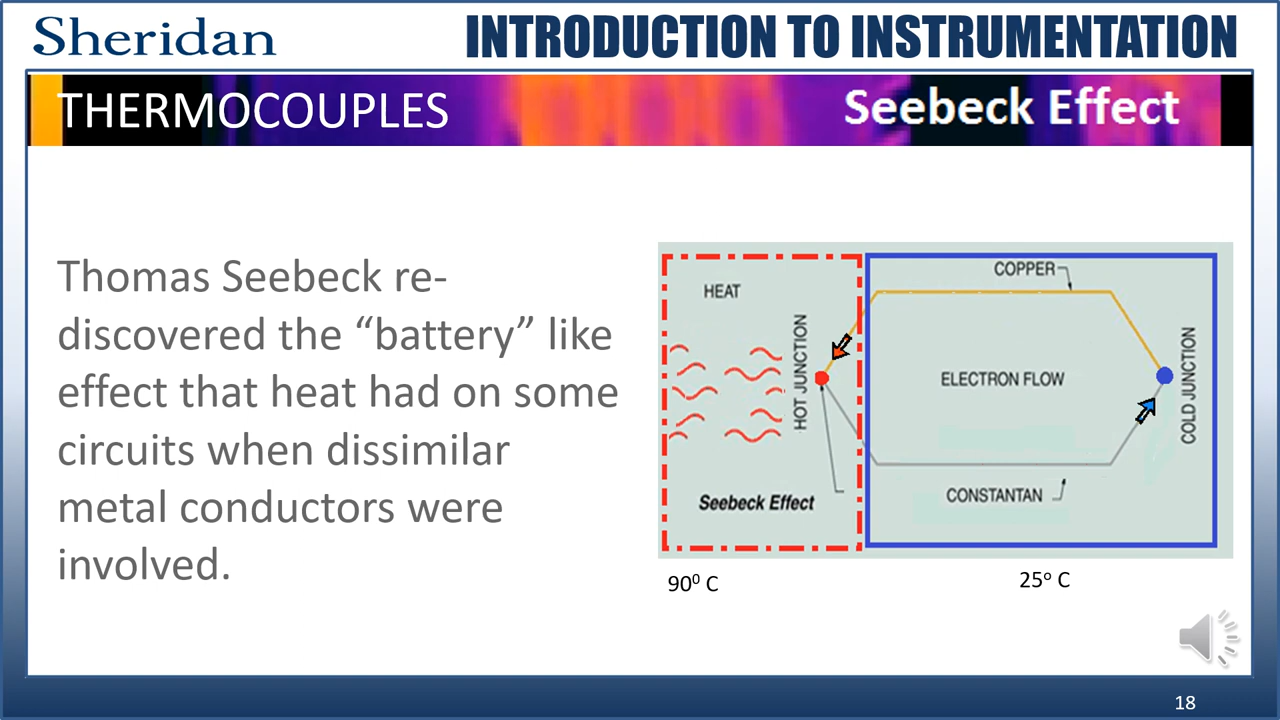 Sheridan
INTRODUCTION TO INSTRUMENTATION
THERMOCOUPLES
Seebeck Effect
Thomas Seebeck re-
discovered the “battery” like
effect that heat had on some
circuits when dissimilar
metal conductors were
involved.
HEAT
HOT JUNCTION
Seebeck Effect
COPPER
ELECTRON FLOW
CONSTANTAN
COLD JUNCTION
90⁰ C
25° C
18